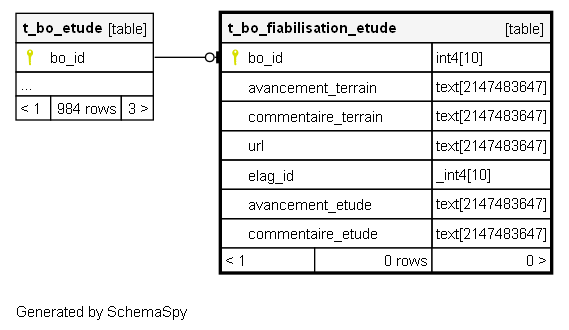 t_bo_etude [table]
bo_id
...
< 1 984 rows 3 >
t_bo_fiabilisation_etude [table]
bo_id int4[10]
avancement_terrain text[2147483647]
commentaire_terrain text[2147483647]
url text[2147483647]
elag_id _int4[10]
avancement_etude text[2147483647]
commentaire_etude text[2147483647]
< 1 0 rows 0 >
Generated by SchemaSpy